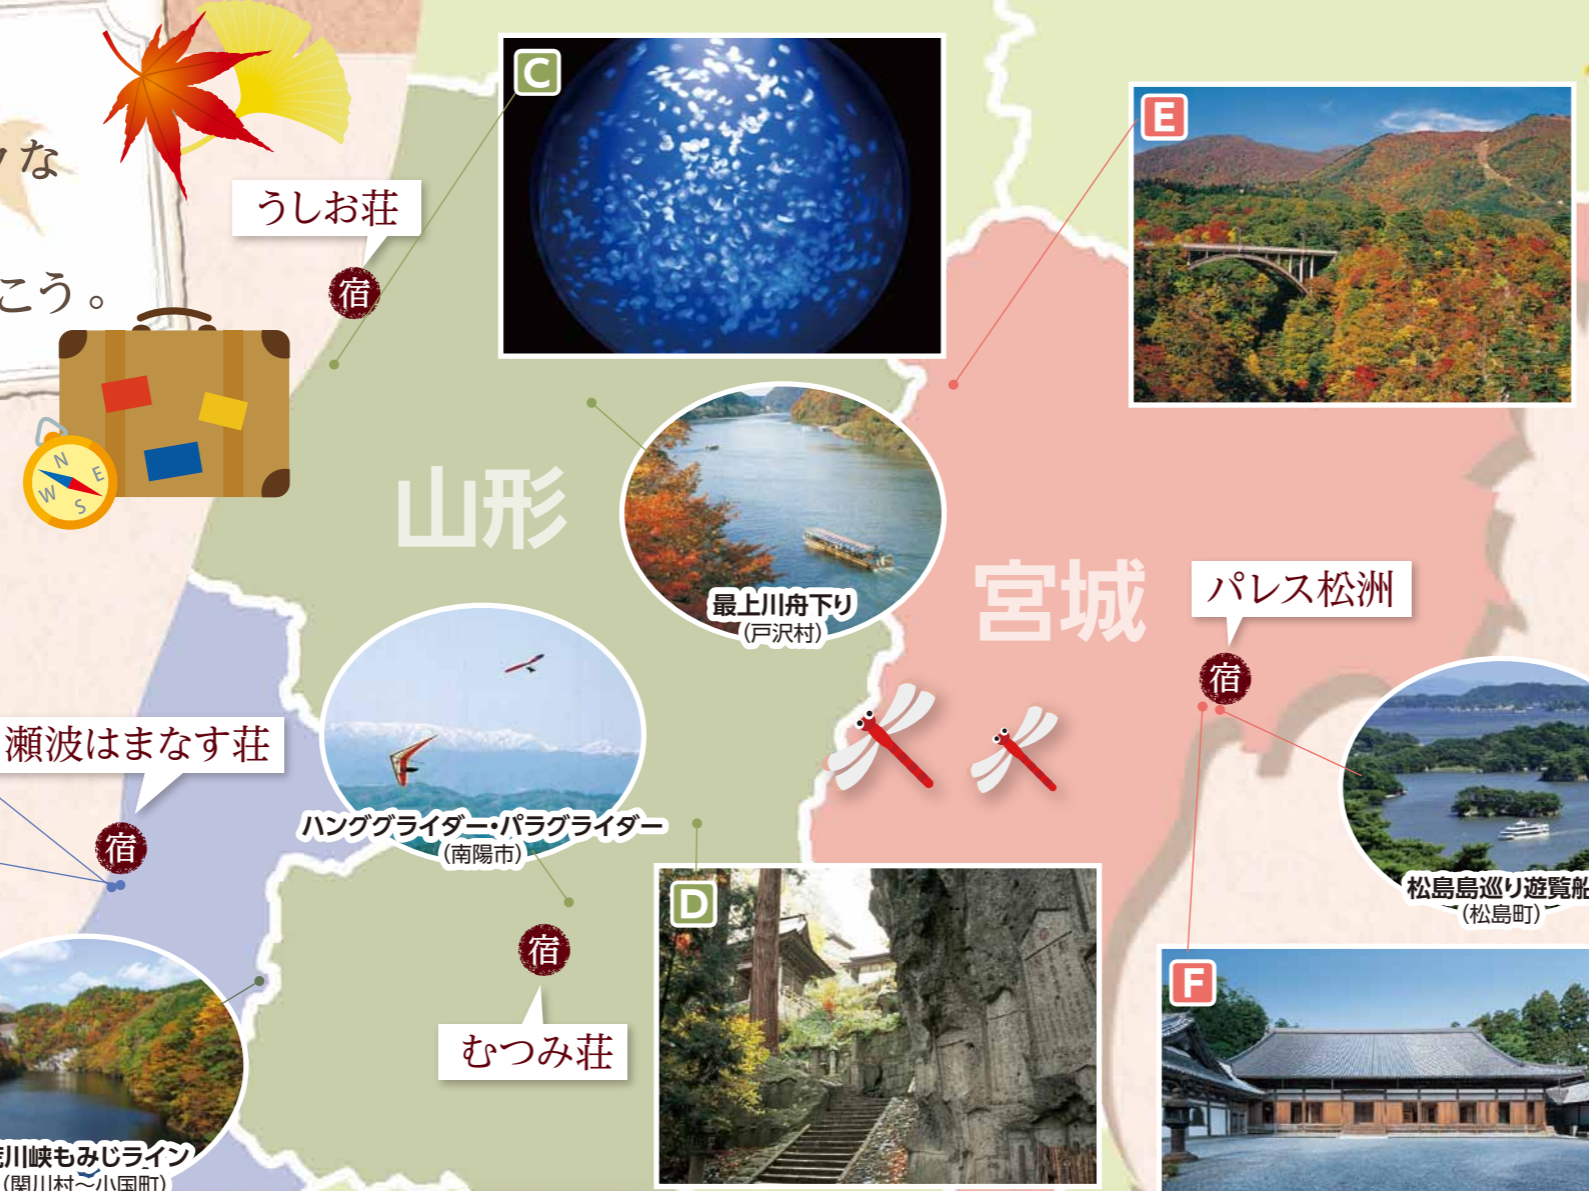 な
こう。
C
E
うしお荘
宿
N
E
W
S
山形
最上川舟下り
(戸沢村)
宮城
パレス松洲
宿
瀬波はまなす荘
宿
ハンググライダー・パラグライダー
(南陽市)
松島島巡り遊覧船
(松島町)
D
宿
むつみ荘
F
川峡もみじライン
(関川村〜小国町)